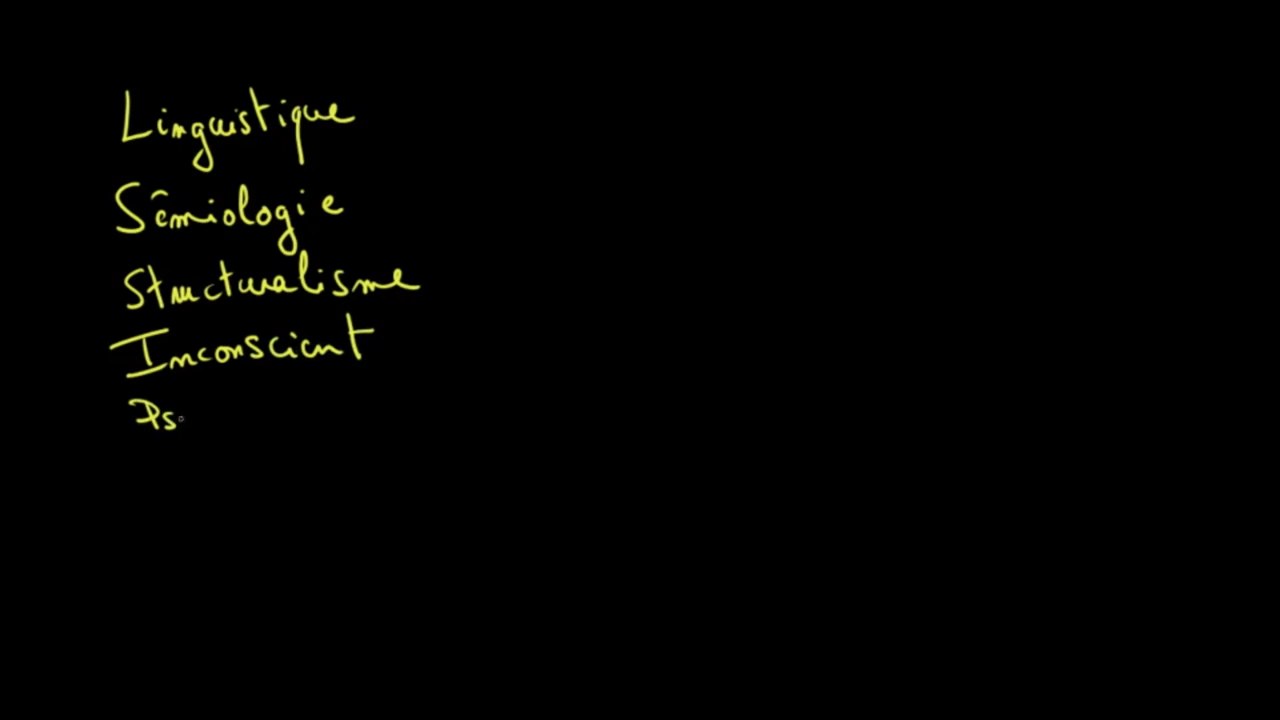 Linguistique
Sêmiologie
Structuralisme
Inconscient
Ps